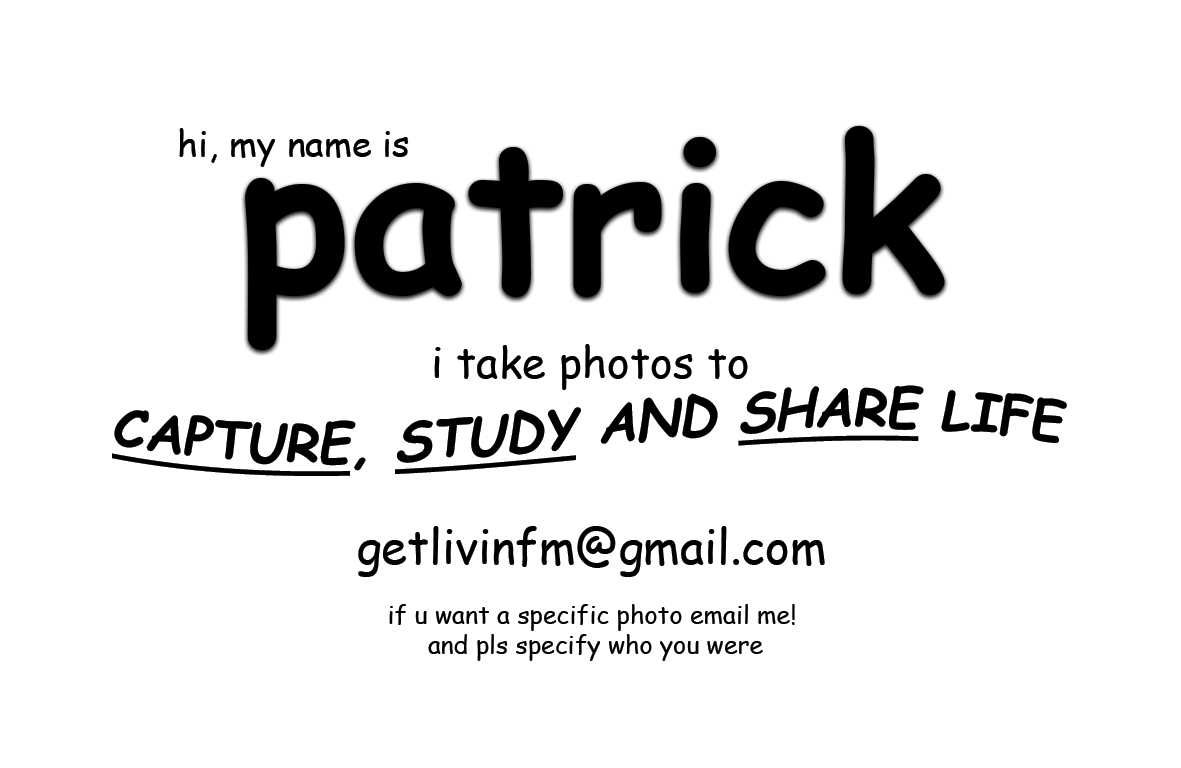 hi, my name is
patrick
i take photos to
CAPTURE, STUDY AND SHARE LIFE
getlivinfm@gmail.com
if u want a specific photo email me!
and pls specify who you were